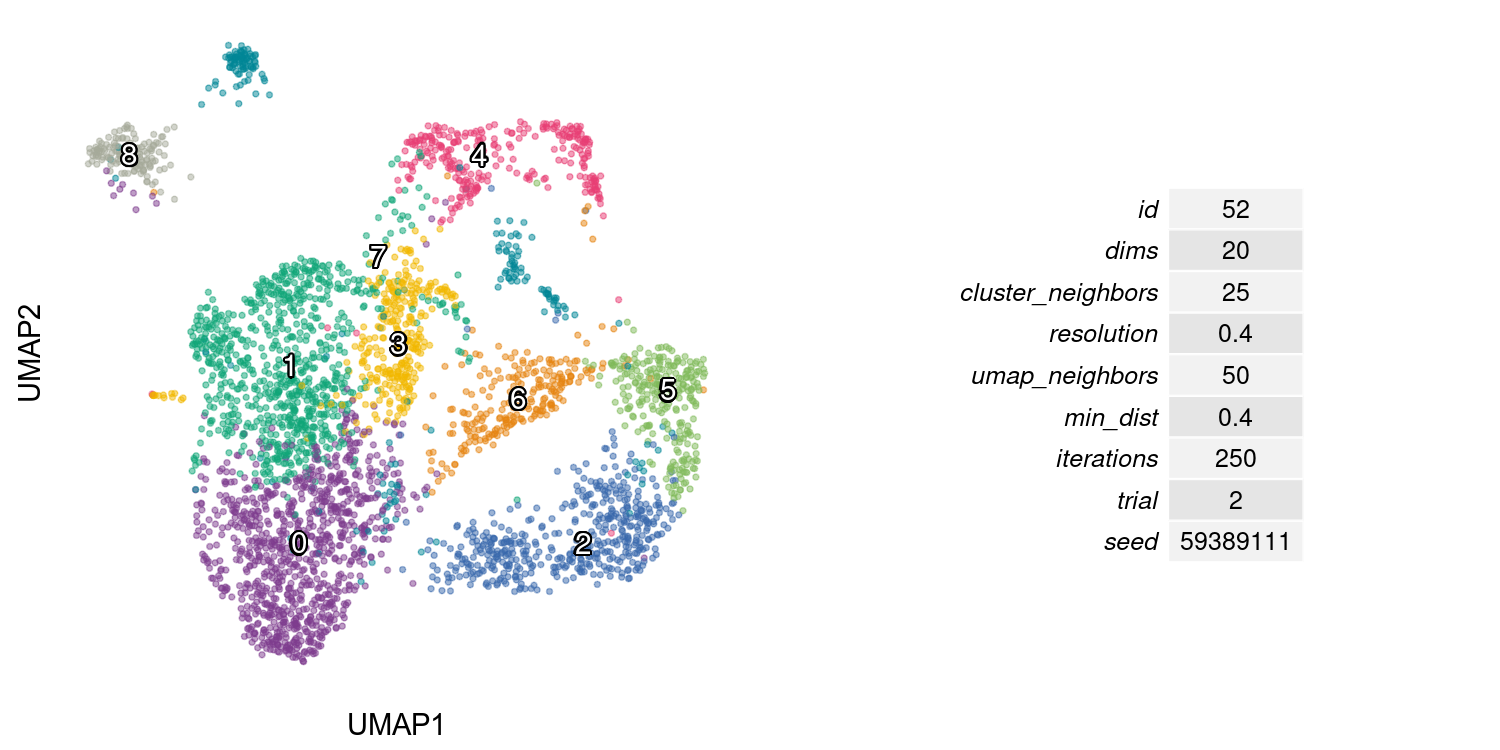 8
4
7
3
1
6
5
0
2
UMAP2
UMAP1
id 52
dims 20
cluster_neighbors 25
resolution 0.4
umap_neighbors 50
min_dist 0.4
iterations 250
trial 2
seed 59389111